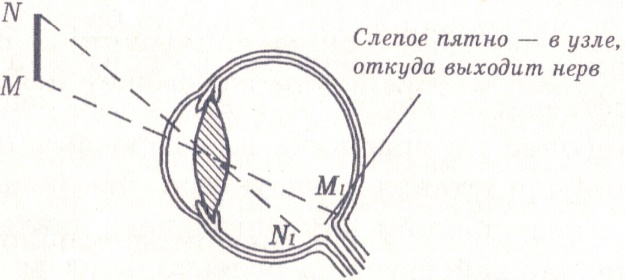 N
Слепое пятно — в узле,
откуда выходит нерв
M
M₁
N₁